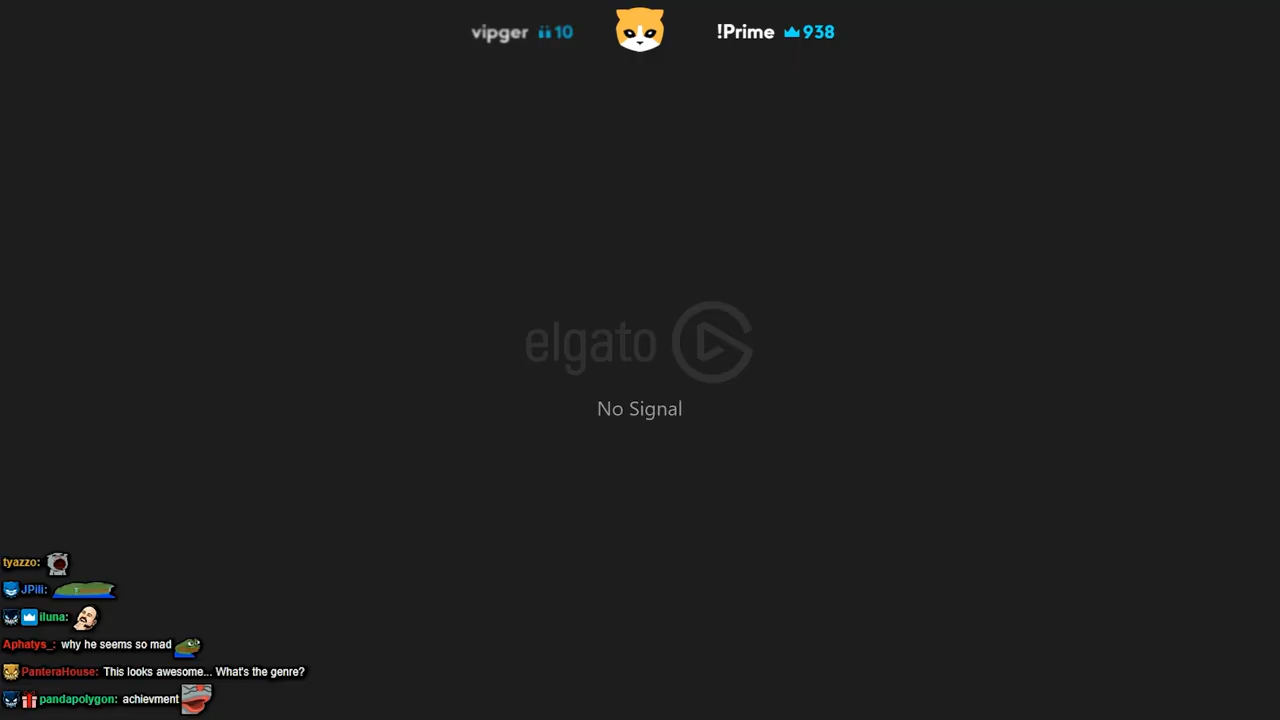 vipger 10
!Prime 938
elgato
No Signal
tyazzo:
JPili:
iluna:
Aphatys_: why he seems so mad
PanteraHouse: This looks awesome... What's the genre?
pandapolygon: achievment